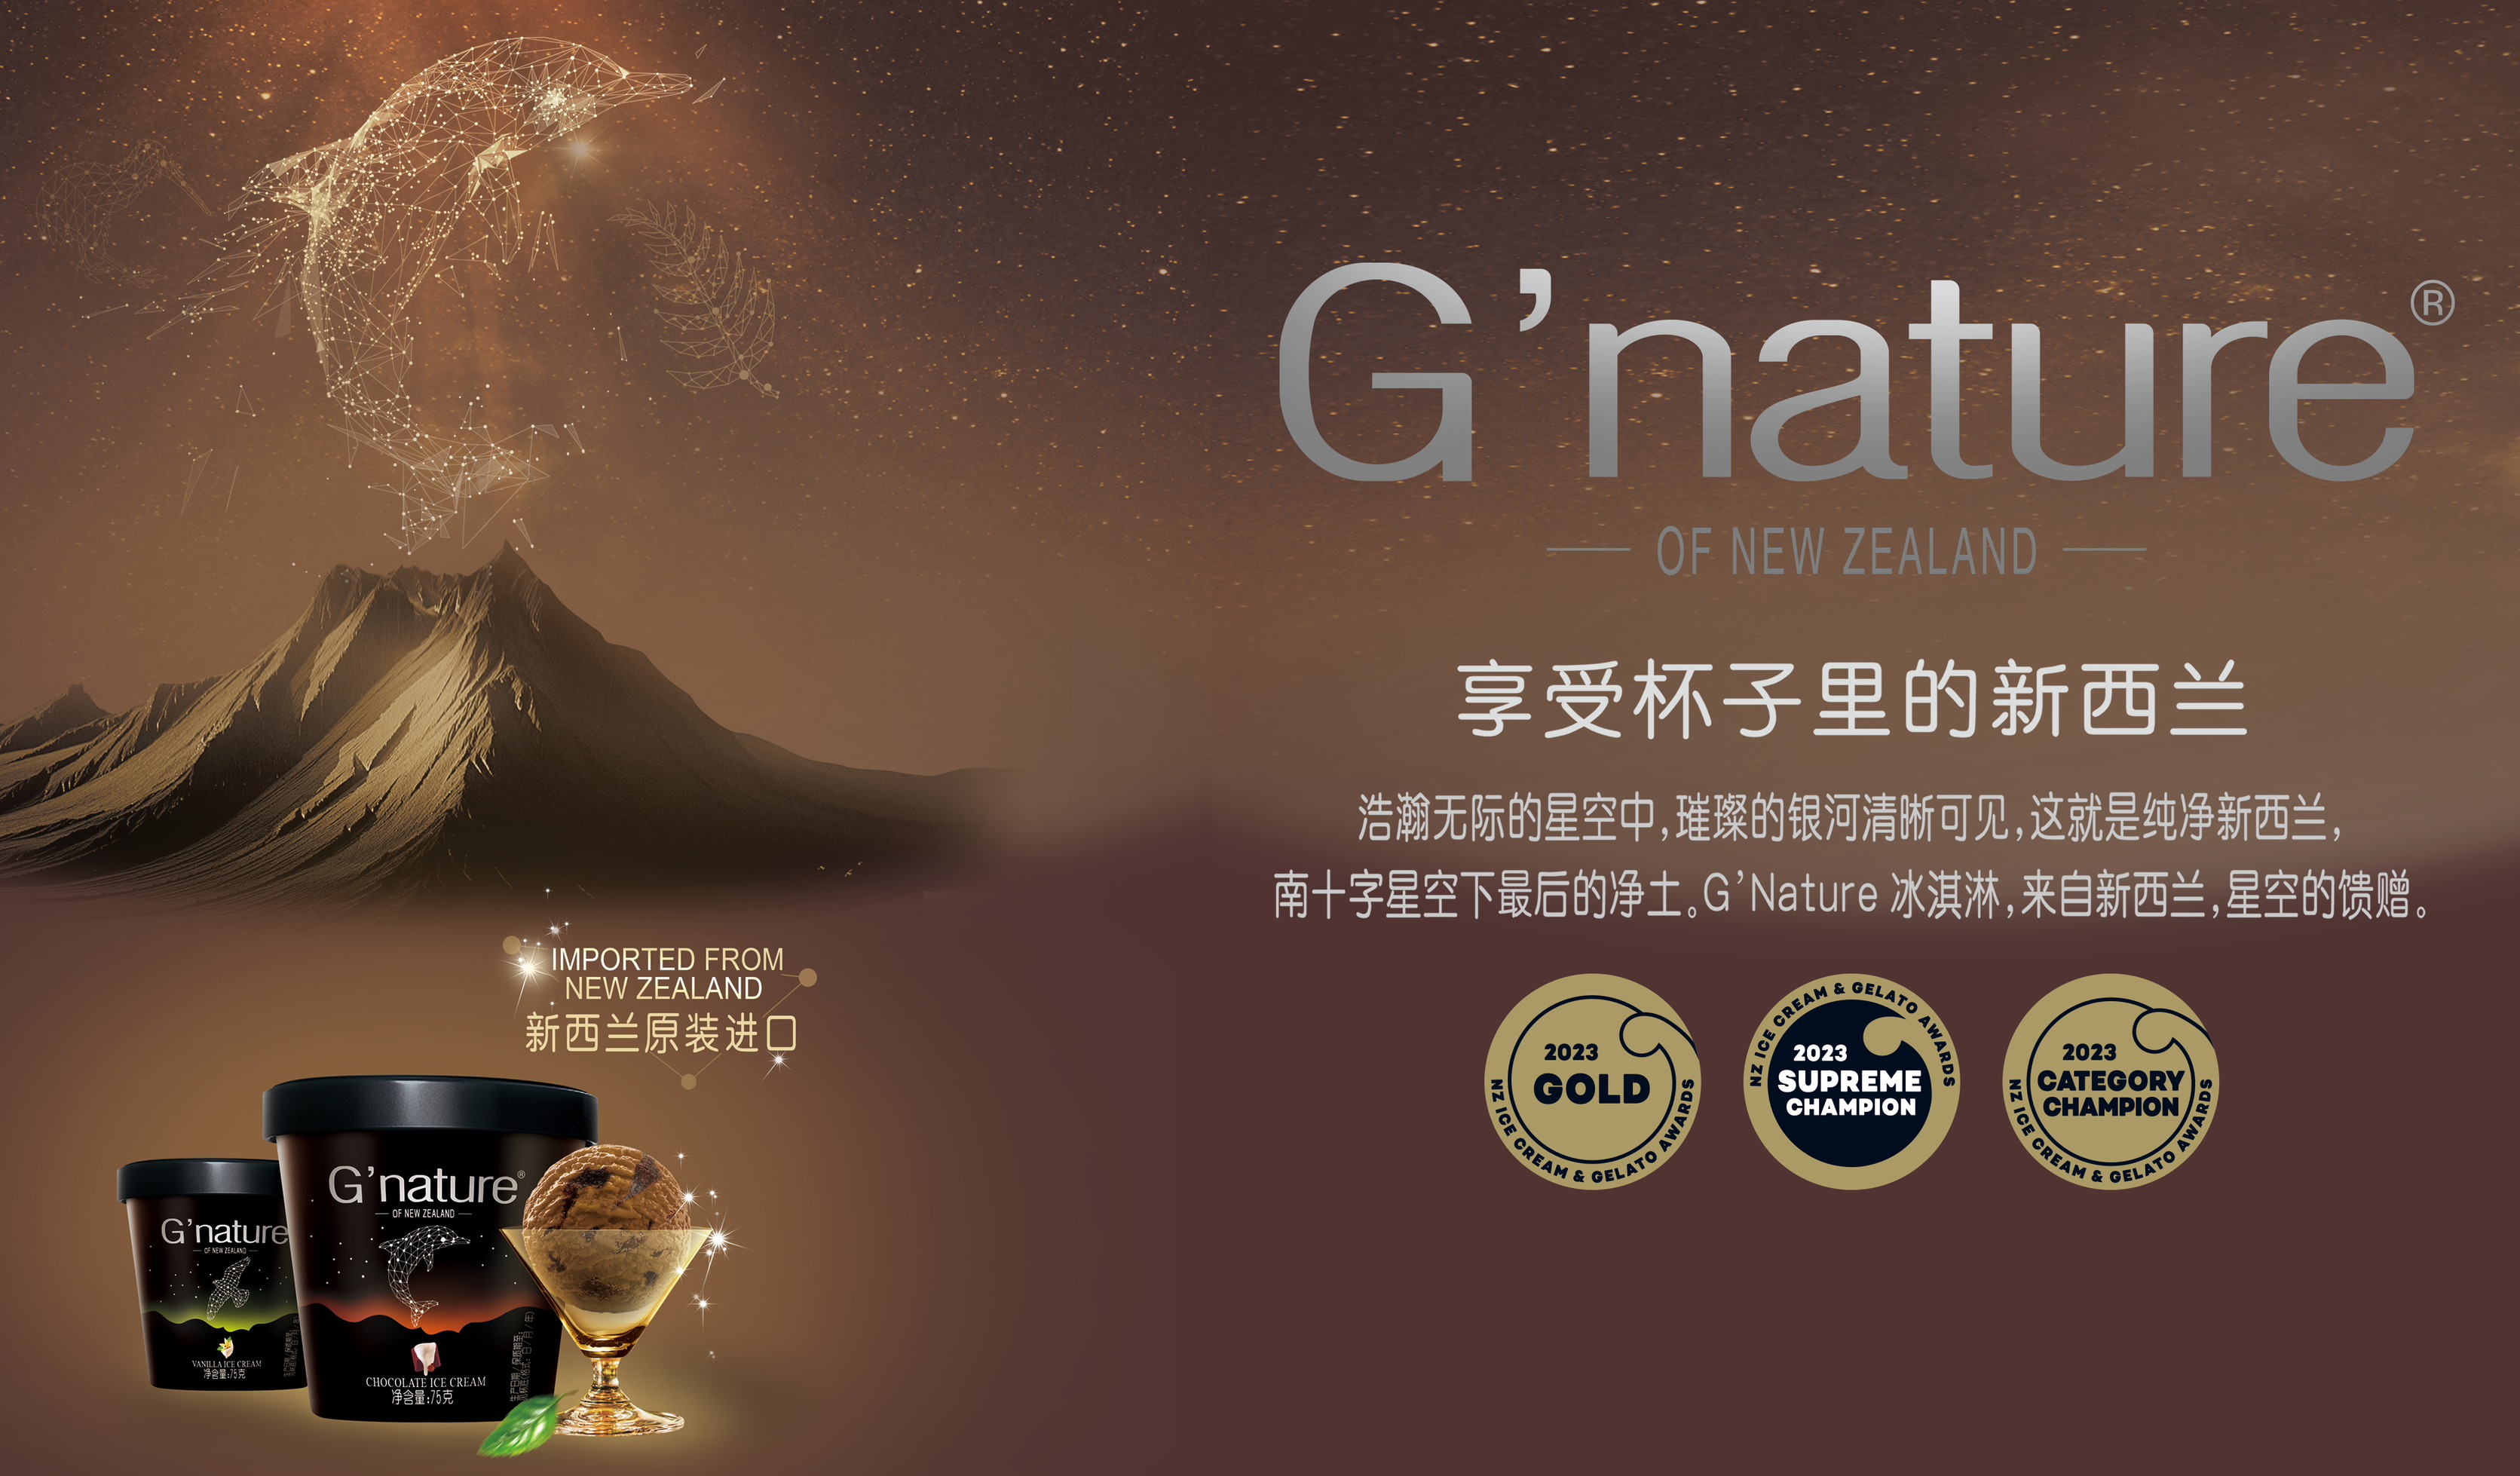 G'nature®
OF NEW ZEALAND
享受杯子里的新西兰
浩瀚无际的星空中,璀璨的银河清晰可见,这就是纯净新西兰,
南十字星空下最后的净土。G'Nature 冰淇淋,来自新西兰,星空的馈赠。
2023
GOLD
NZ ICE CREAM & GELATO AWARDS
NZ ICE CREAM & GELATO AWARDS
2023
SUPREME
CHAMPION
2023
CATEGORY
CHAMPION
NZ ICE CREAM & GELATO AWARDS
IMPORTED FROM
NEW ZEALAND
新西兰原装进口
G'nature
OF NEW ZEALAND
VANILLA ICE CREAM
净含量:75克
G'nature®
OF NEW ZEALAND
CHOCOLATE ICE CREAM
净含量:75克